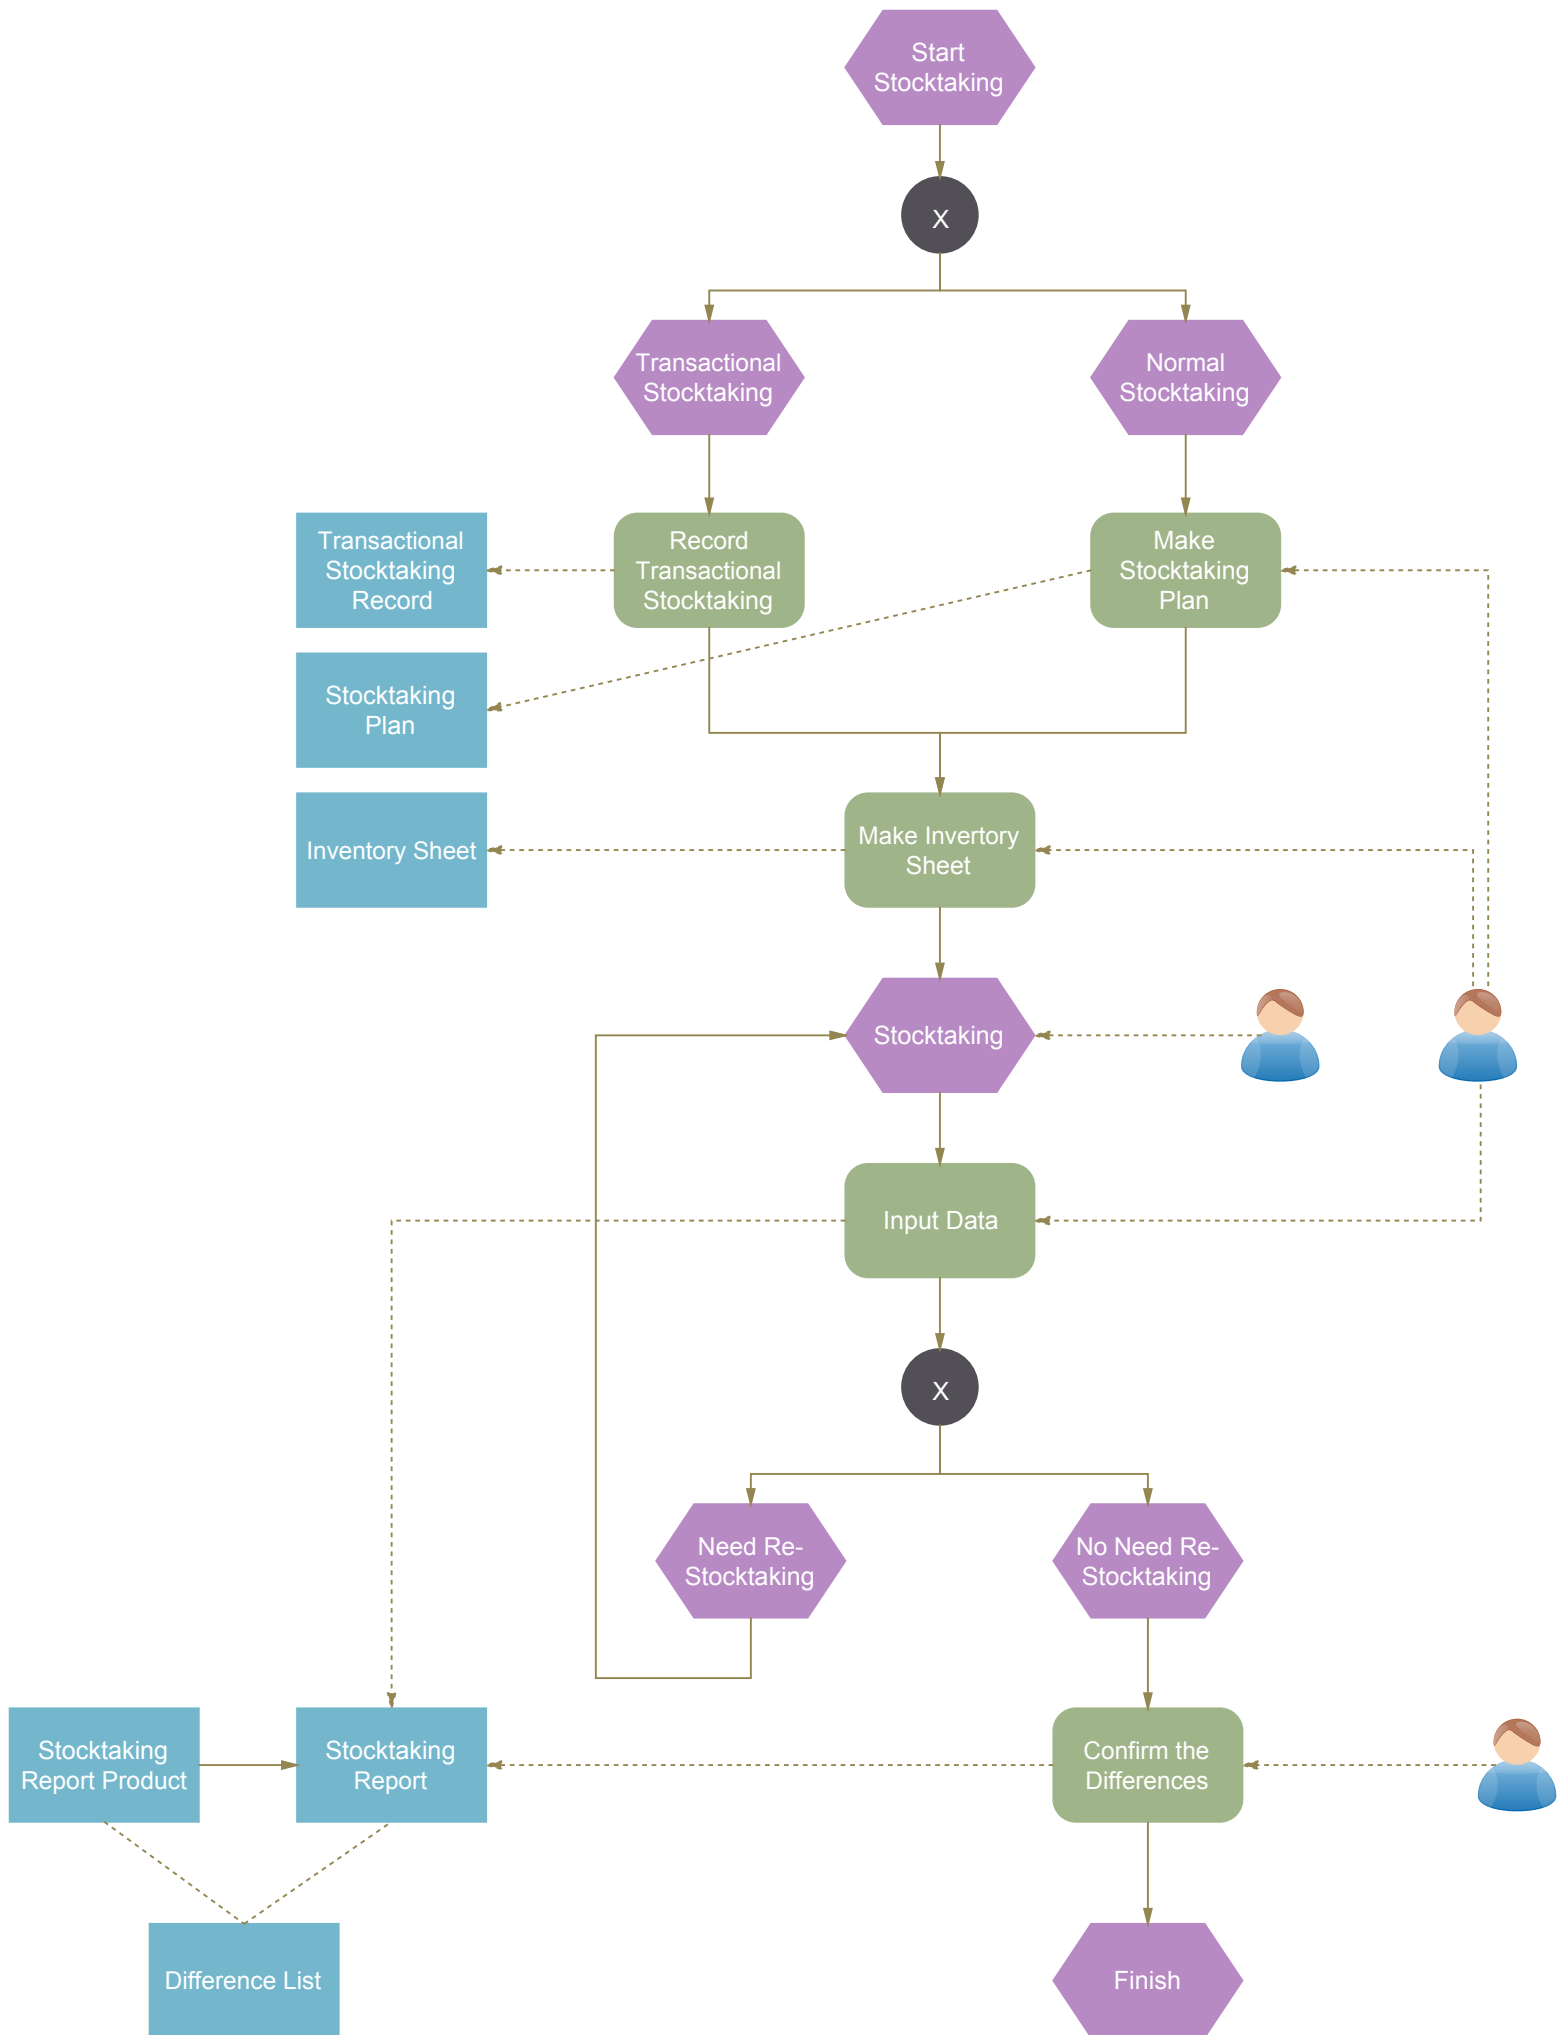 Start
Stocktaking
X
Transactional
Stocktaking
Normal
Stocktaking
Transactional
Stocktaking
Record
Record
Transactional
Stocktaking
Make
Stocktaking
Plan
Stocktaking
Plan
Inventory Sheet
Make Invertory
Sheet
Stocktaking
Input Data
X
Need Re-
Stocktaking
No Need Re-
Stocktaking
Stocktaking
Report Product
Stocktaking
Report
Confirm the
Differences
Difference List
Finish